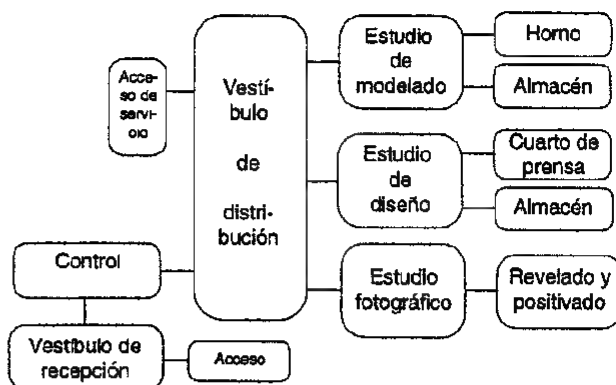 Acce-
so de
servi-
cio
Vestí-
bulo
de
distri-
bución
Estudio
de
modelado
Horno
Almacén
Estudio
de
diseño
Cuarto de
prensa
Almacén
Control
Estudio
fotográfico
Revelado y
positivado
Vestíbulo de
recepción
Acceso